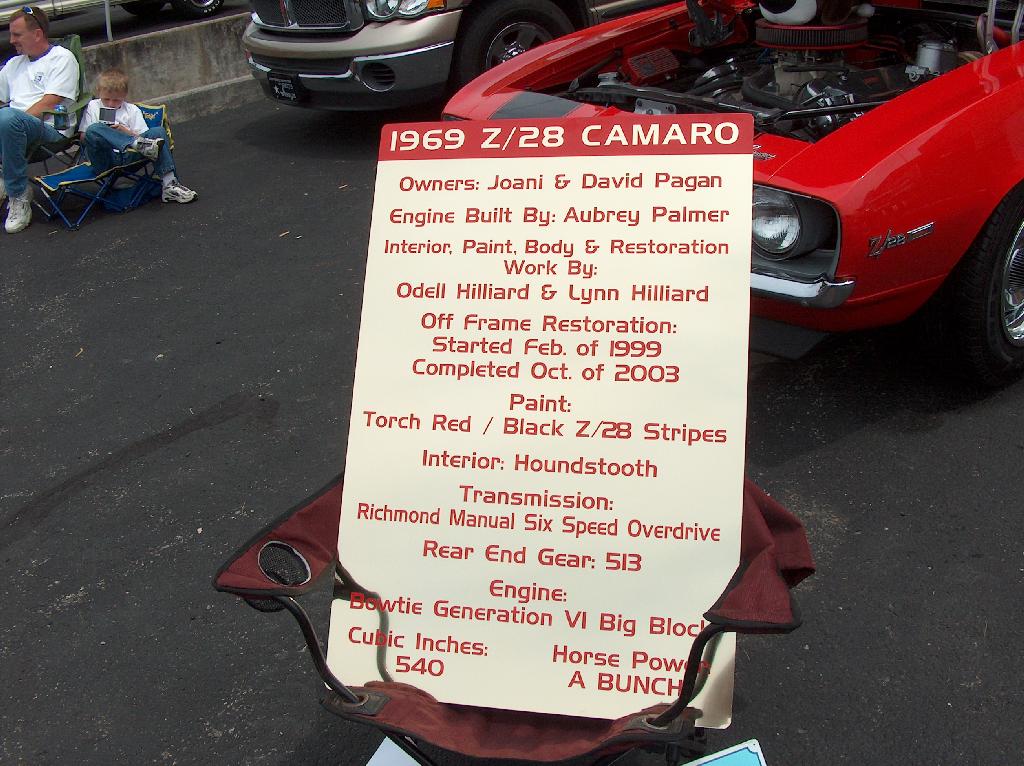 1969 Z/28 CAMARO
Owners: Joani & David Pagan
Engine Built By: Aubrey Palmer
Interior, Paint, Body & Restoration
Work By:
Odell Hilliard & Lynn Hilliard
Off Frame Restoration:
Started Feb. of 1999
Completed Oct. of 2003
Paint:
Torch Red / Black Z/28 Stripes
Interior: Houndstooth
Transmission:
Richmond Manual Six Speed Overdrive
Rear End Gear: 513
Engine:
Bowtie Generation VI Big Block
Cubic Inches:
540
Horse Power
A BUNCH
Z/28